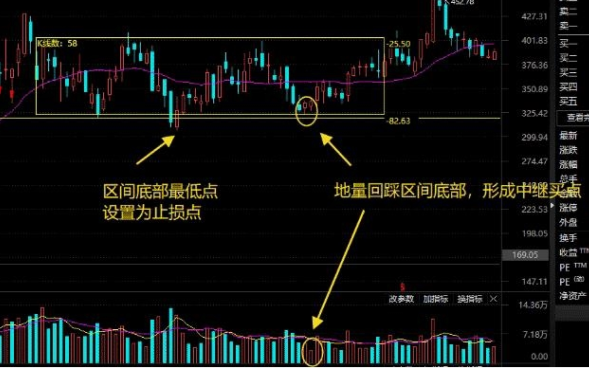 452.78
427.31
401.83
376.36
350.89
325.42
299.94
274.47
223.53
198.05
169.05
147.11
K线数: 58
-25.50
-82.63
区间底部最低点
设置为止损点
地量回踩区间底部，形成中继买点
卖二
卖一
买一
买二
买三
买四
买五
查看
最新
涨跌
涨幅
总手
涨停
外盘
换手
收益 TTM
PE TTM
PE (动)
净资产
S
改参数 加指标 换指标 ×
14.36万
7.18万
0.00